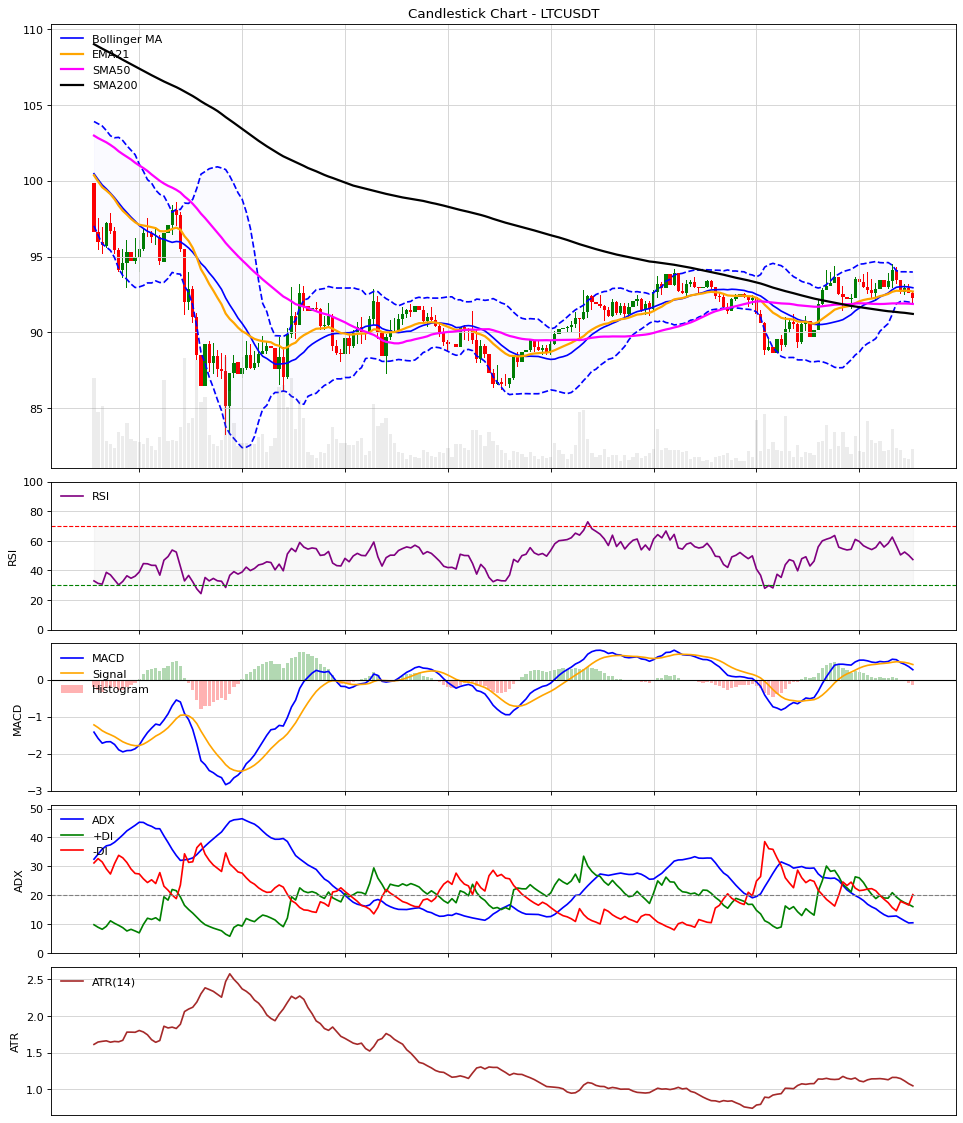 Candlestick Chart - LTCUSDT
110
105
100
95
90
85
Bollinger MA
EMA21
SMA50
SMA200
100
80
60
40
20
0
RSI
RSI
0
−1
−2
−3
MACD
MACD
Signal
Histogram
50
40
30
20
10
0
ADX
ADX
+DI
-DI
2.5
2.0
1.5
1.0
ATR
ATR(14)